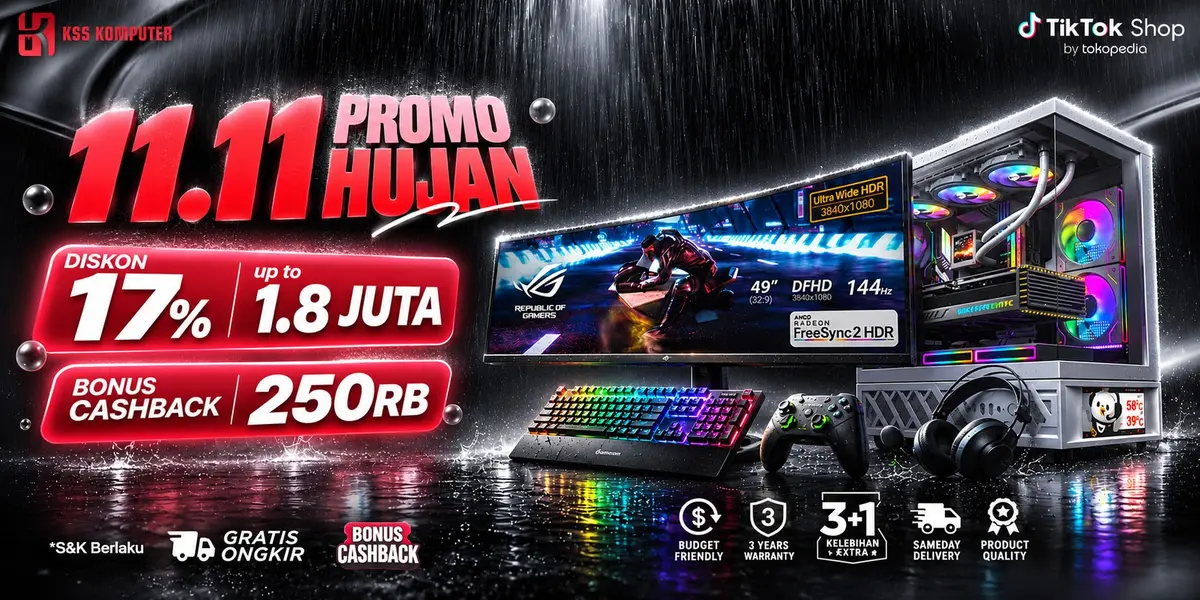 KSS KOMPUTER
TikTok Shop
by tokopedia
11.11
PROMO
HUJAN
DISKON
17%
up to
1.8 JUTA
BONUS
CASHBACK
250RB
Ultra Wide HDR
3840x1080
REPUBLIC OF
GAMERS
49" DFHD 144Hz
(32:9) 3840x1080
RADEON
FreeSync 2 HDR
58°C
39°C
*S&K Berlaku
GRATIS
ONGKIR
BONUS
CASHBACK
BUDGET
FRIENDLY
3
3 YEARS
WARRANTY
3+1
KELEBIHAN
EXTRA
SAMEDAY
DELIVERY
PRODUCT
QUALITY